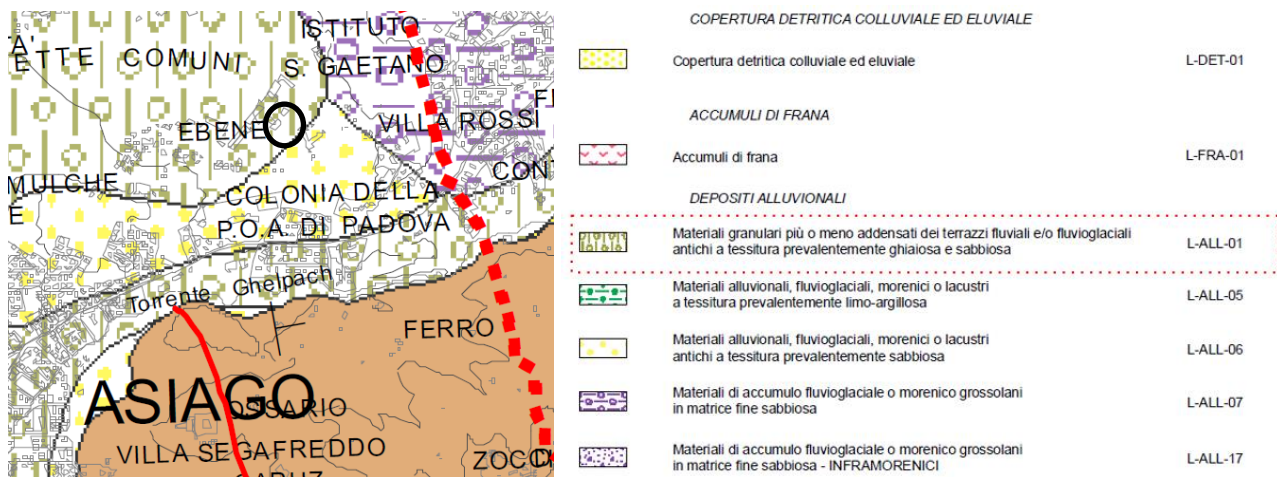 ISTITUTO
TA'
ETTE COMUNI
S. GAETANO
EBENE
VILLA ROSSI
FI
MULCHE
E
CONT
COLONIA DELLA
P.O.A. DI PADOVA
Torrente Ghelpach
FERRO
ASIAGO
OSSARIO
VILLA SEGAFREDDO
ZOCCHI
COPERTURA DETRITICA COLLUVIALE ED ELUVIALE
Copertura detritica colluviale ed eluviale L-DET-01
ACCUMULI DI FRANA
Accumuli di frana L-FRA-01
DEPOSITI ALLUVIONALI
Materiali granulari più o meno addensati dei terrazzi fluviali e/o fluvioglaciali
antichi a tessitura prevalentemente ghiaiosa e sabbiosa L-ALL-01
Materiali alluvionali, fluvioglaciali, morenici o lacustri
a tessitura prevalentemente limo-argillosa L-ALL-05
Materiali alluvionali, fluvioglaciali, morenici o lacustri
antichi a tessitura prevalentemente sabbiosa L-ALL-06
Materiali di accumulo fluvioglaciale o morenico grossolani
in matrice fine sabbiosa L-ALL-07
Materiali di accumulo fluvioglaciale o morenico grossolani
in matrice fine sabbiosa - INFRAMORENICI L-ALL-17